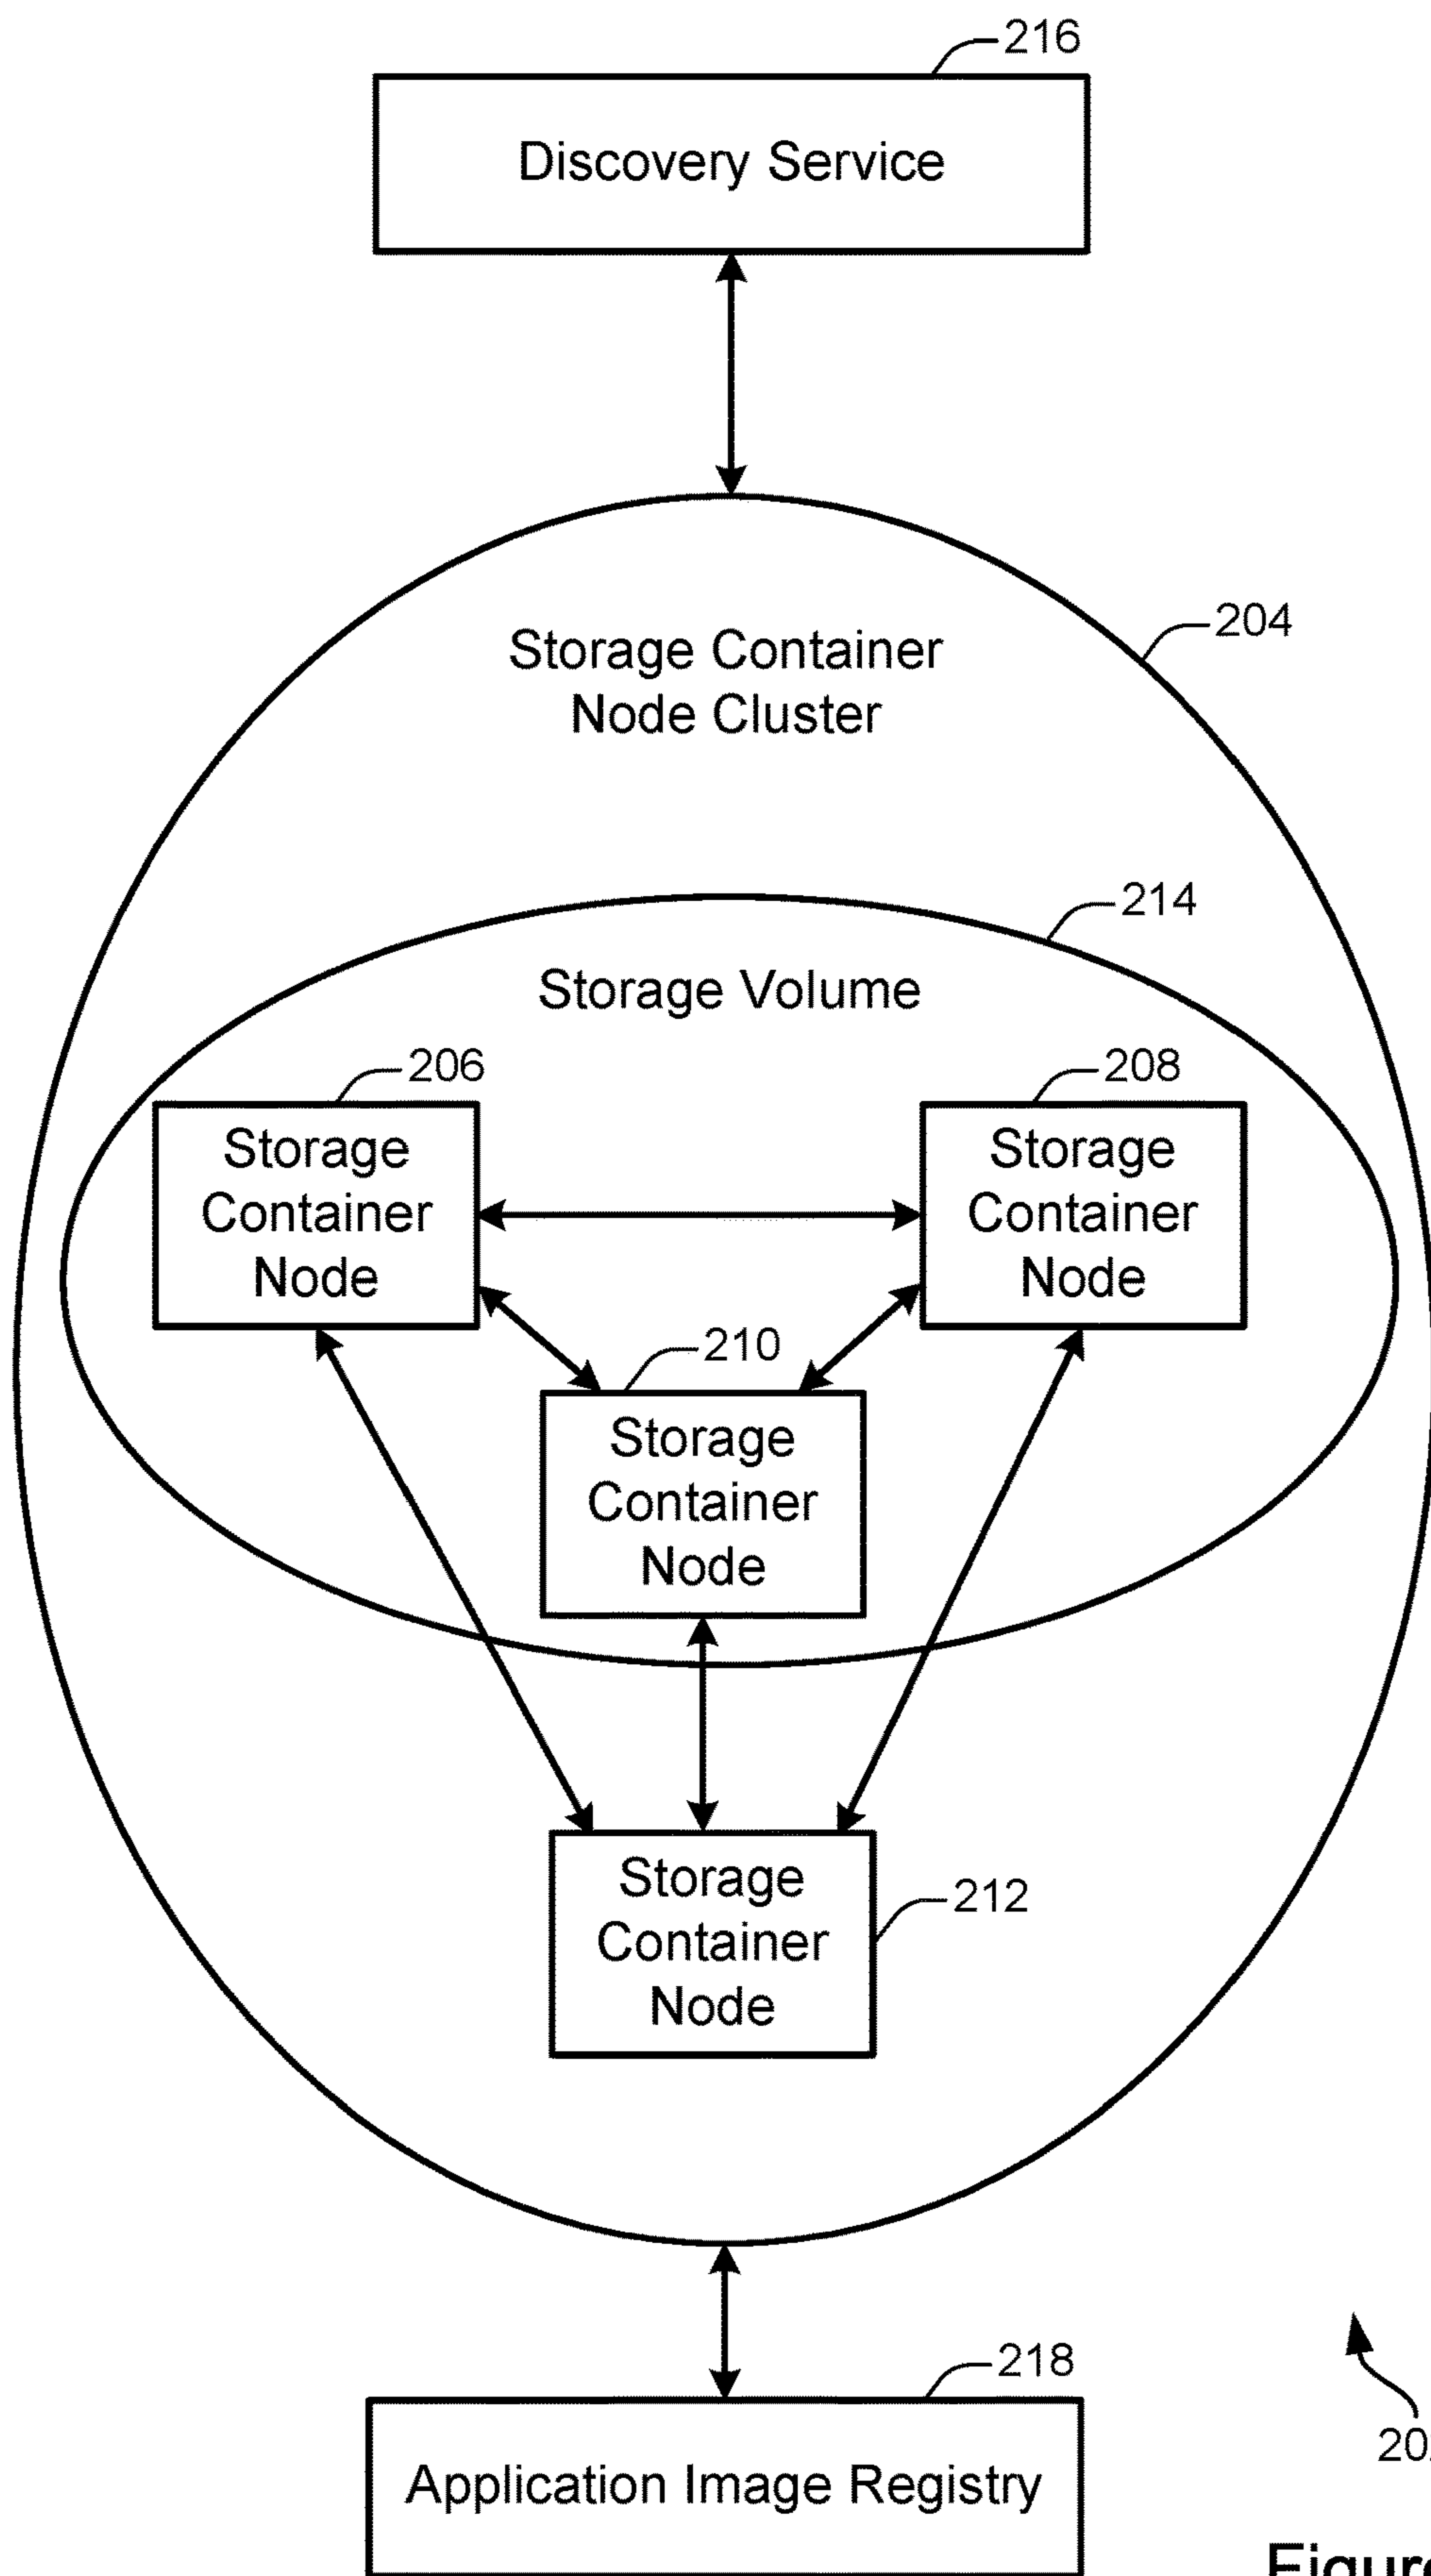 216
Discovery Service
204
Storage Container
Node Cluster
214
Storage Volume
206
208
Storage
Container
Node
Storage
Container
Node
210
Storage
Container
Node
Storage
Container
Node
212
218
Application Image Registry
Figure